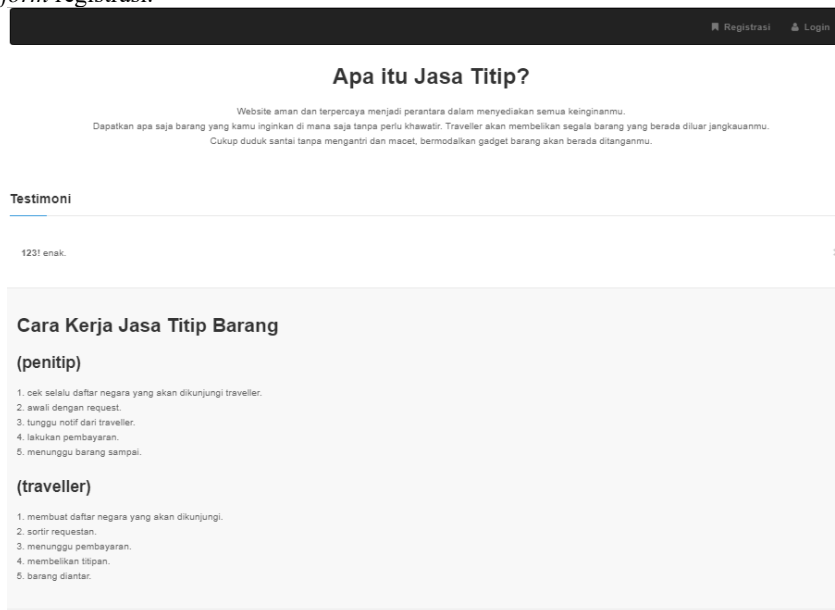 form registrasi.
Registrasi Login
Apa itu Jasa Titip?
Website aman dan terpercaya menjadi perantara dalam menyediakan semua keinginanmu.
Dapatkan apa saja barang yang kamu inginkan di mana saja tanpa perlu khawatir. Traveller akan membelikan segala barang yang berada diluar jangkauanmu.
Cukup duduk santai tanpa mengantri dan macet, bermodalkan gadget barang akan berada ditanganmu.
Testimoni
123! enak.
Cara Kerja Jasa Titip Barang
(penitip)
1. cek selalu daftar negara yang akan dikunjungi traveller.
2. awali dengan request.
3. tunggu notif dari traveller.
4. lakukan pembayaran.
5. menunggu barang sampai.
(traveller)
1. membuat daftar negara yang akan dikunjungi.
2. sortir requestan.
3. menunggu pembayaran.
4. membelikan titipan.
5. barang diantar.